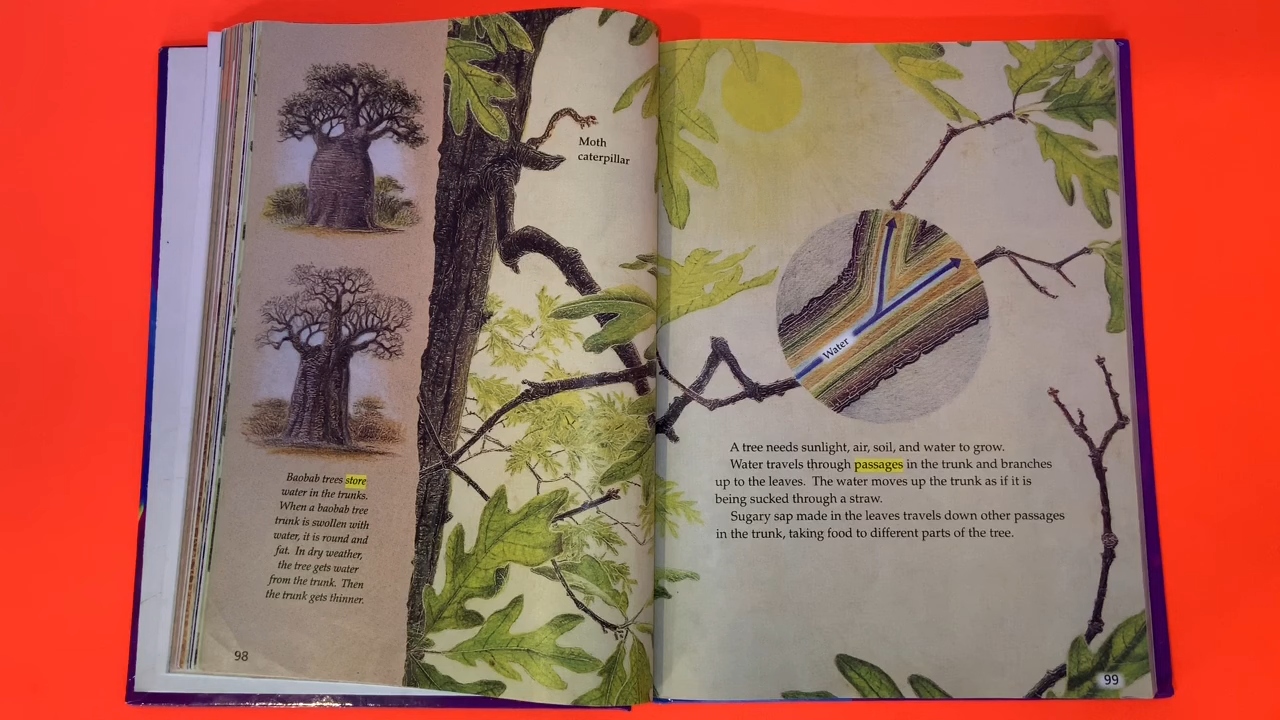 Moth
caterpillar
Baobab trees store
water in the trunks.
When a baobab tree
trunk is swollen with
water, it is round and
fat. In dry weather,
the tree gets water
from the trunk. Then
the trunk gets thinner.
98
Water
A tree needs sunlight, air, soil, and water to grow.
Water travels through passages in the trunk and branches
up to the leaves. The water moves up the trunk as if it is
being sucked through a straw.
Sugary sap made in the leaves travels down other passages
in the trunk, taking food to different parts of the tree.
99